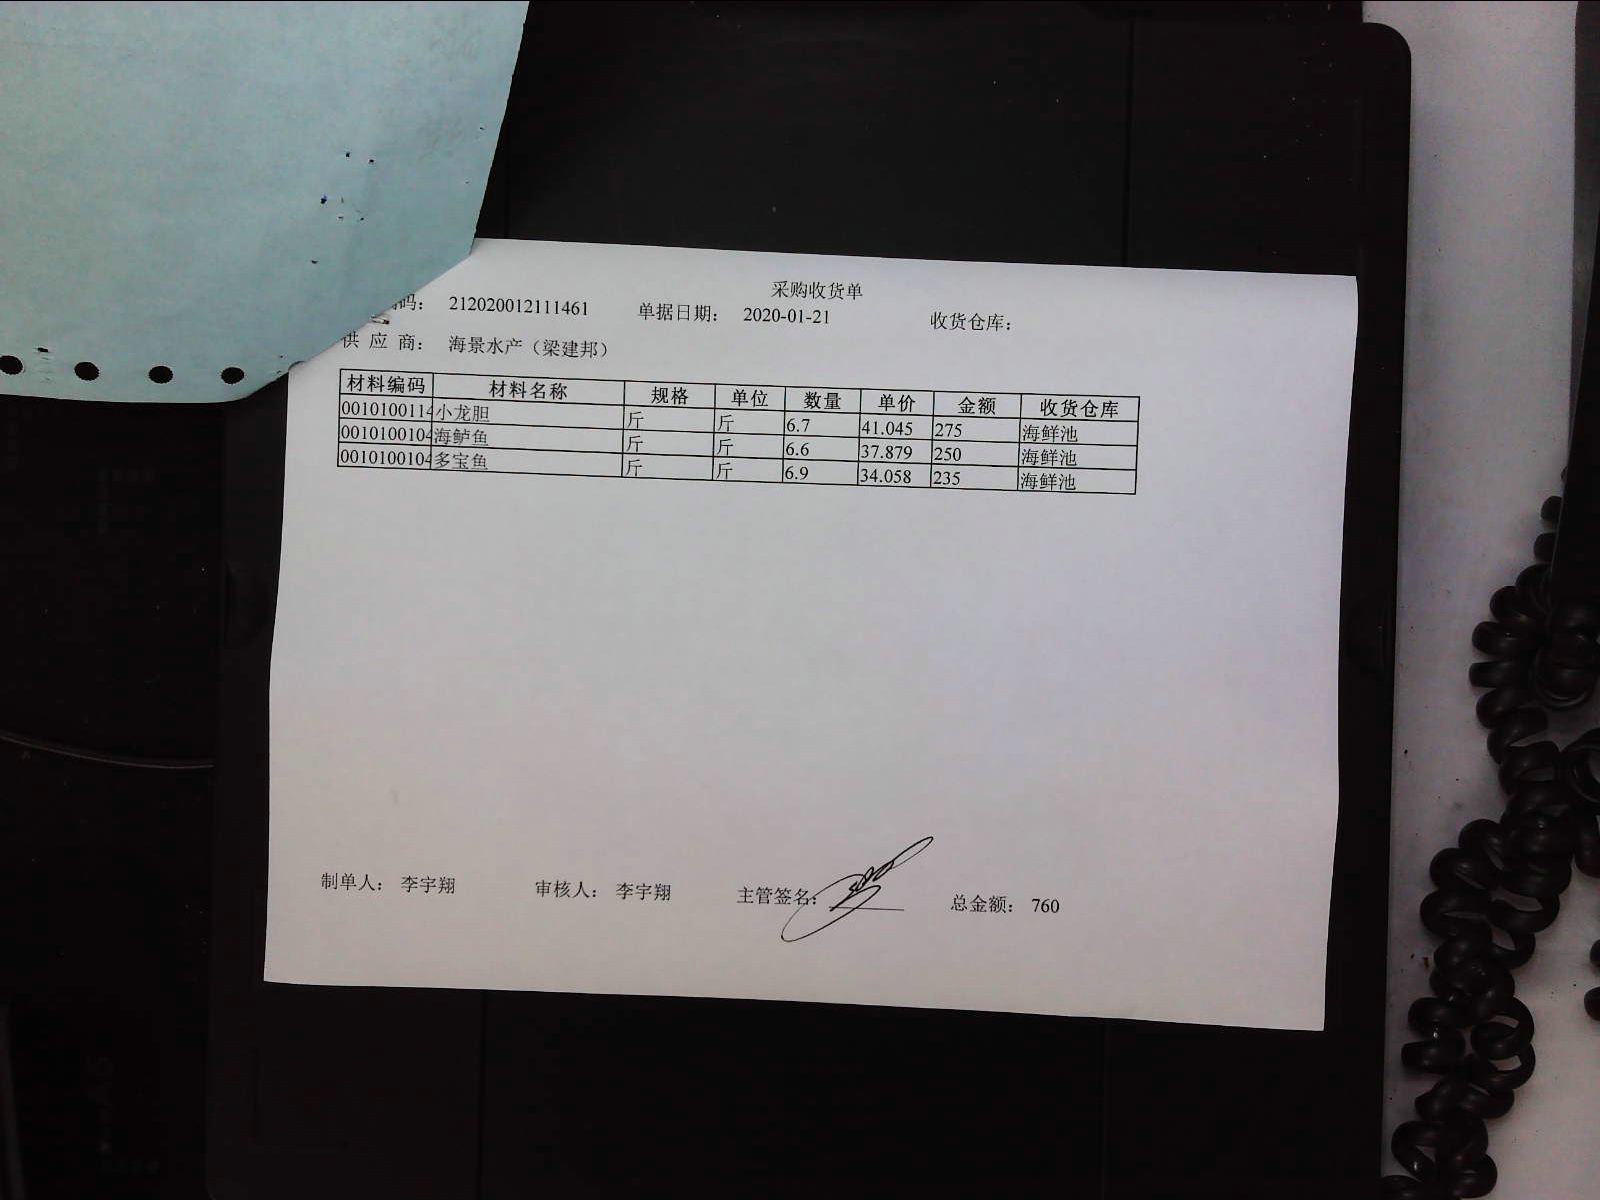 采购收货单
码： 212020012111461 单据日期： 2020-01-21 收货仓库：
供 应 商： 海景水产（梁建邦）
材料编码 材料名称 规格 单位 数量 单价 金额 收货仓库
0010100114 小龙胆 斤 斤 6.7 41.045 275 海鲜池
0010100104 海鲈鱼 斤 斤 6.6 37.879 250 海鲜池
0010100104 多宝鱼 斤 斤 6.9 34.058 235 海鲜池
制单人： 李宇翔 审核人： 李宇翔 主管签名： 总金额： 760